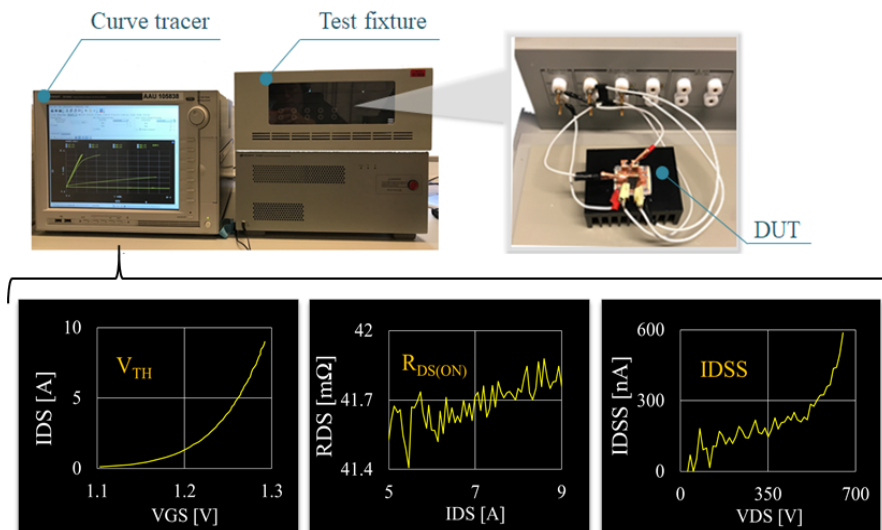 Curve tracer
Test fixture
AAU 105038
DUT
10
5
0
IDS [A]
V_TH
1.1
1.2
1.3
VGS [V]
42
41.7
41.4
RDS [mΩ]
R_DS(ON)
5
7
9
IDS [A]
600
300
0
IDSS [nA]
IDSS
0
350
700
VDS [V]